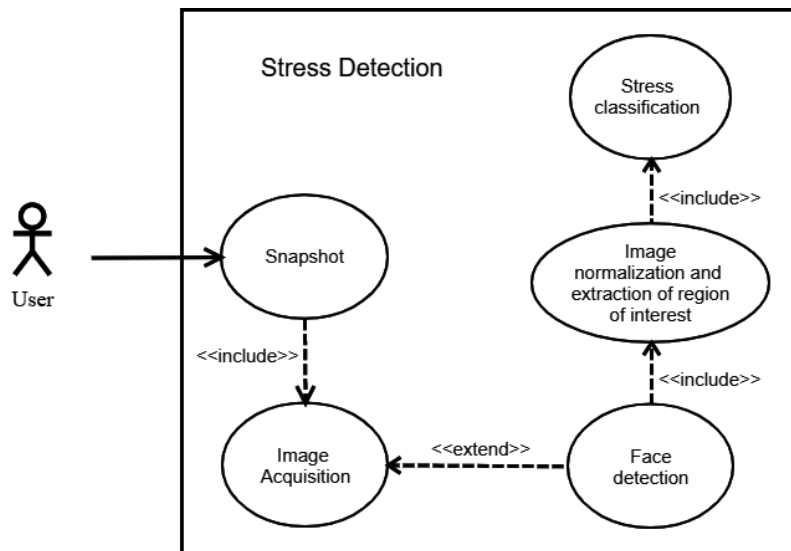 Stress Detection
Stress
classification
<<include>>
User
Snapshot
Image
normalization and
extraction of region
of interest
<<include>>
<<include>>
Image
Acquisition
<<extend>>
Face
detection